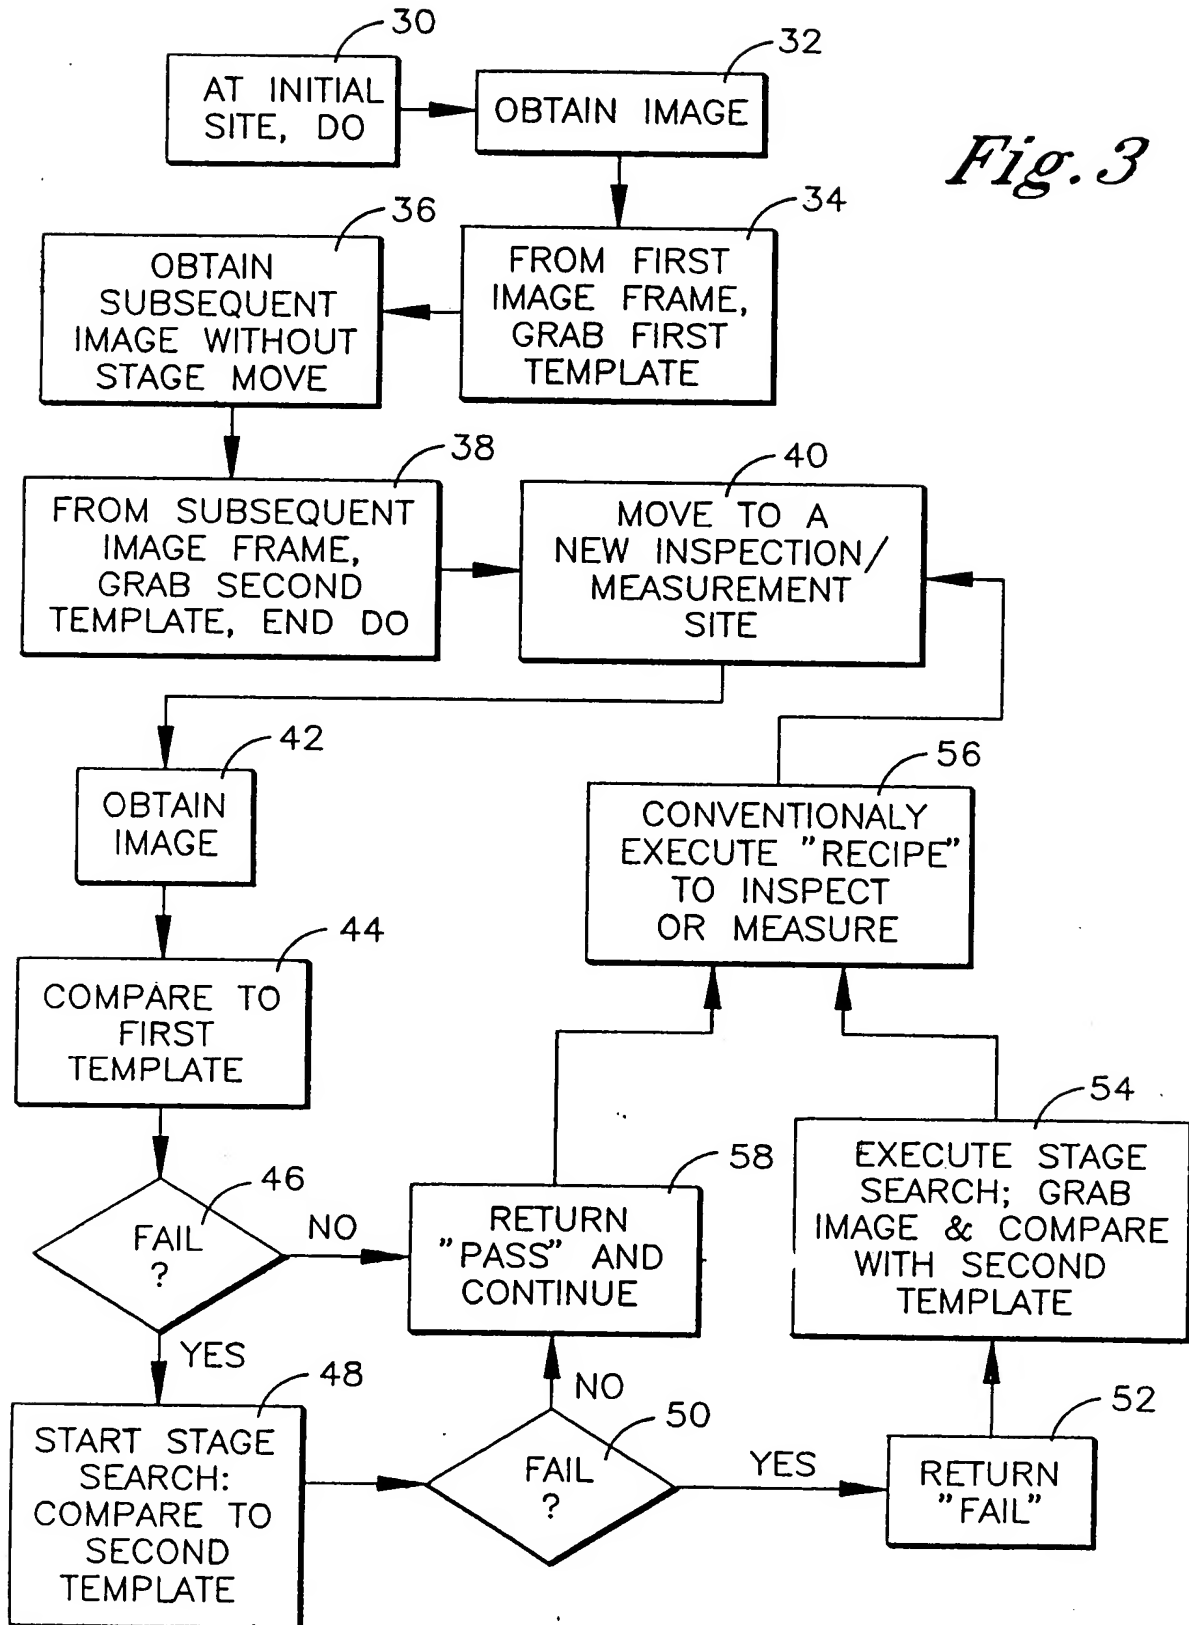 30
AT INITIAL
SITE, DO
32
OBTAIN IMAGE
Fig. 3
34
FROM FIRST
IMAGE FRAME,
GRAB FIRST
TEMPLATE
36
OBTAIN
SUBSEQUENT
IMAGE WITHOUT
STAGE MOVE
38
FROM SUBSEQUENT
IMAGE FRAME,
GRAB SECOND
TEMPLATE, END DO
40
MOVE TO A
NEW INSPECTION/
MEASUREMENT
SITE
42
OBTAIN
IMAGE
44
COMPARE TO
FIRST
TEMPLATE
46
FAIL
?
NO
YES
48
START STAGE
SEARCH:
COMPARE TO
SECOND
TEMPLATE
50
FAIL
?
NO
YES
52
RETURN
"FAIL"
54
EXECUTE STAGE
SEARCH; GRAB
IMAGE & COMPARE
WITH SECOND
TEMPLATE
56
CONVENTIONALY
EXECUTE "RECIPE"
TO INSPECT
OR MEASURE
58
RETURN
"PASS" AND
CONTINUE